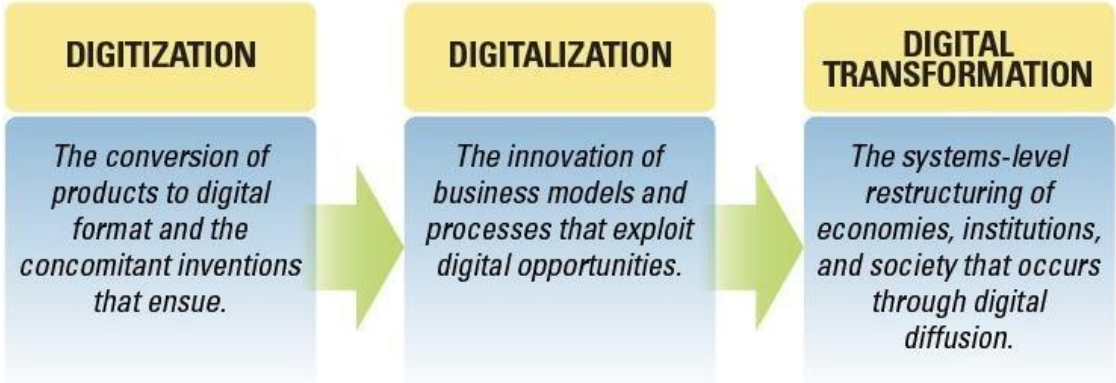 DIGITIZATION
The conversion of
products to digital
format and the
concomitant inventions
that ensue.
DIGITALIZATION
The innovation of
business models and
processes that exploit
digital opportunities.
DIGITAL
TRANSFORMATION
The systems-level
restructuring of
economies, institutions,
and society that occurs
through digital
diffusion.